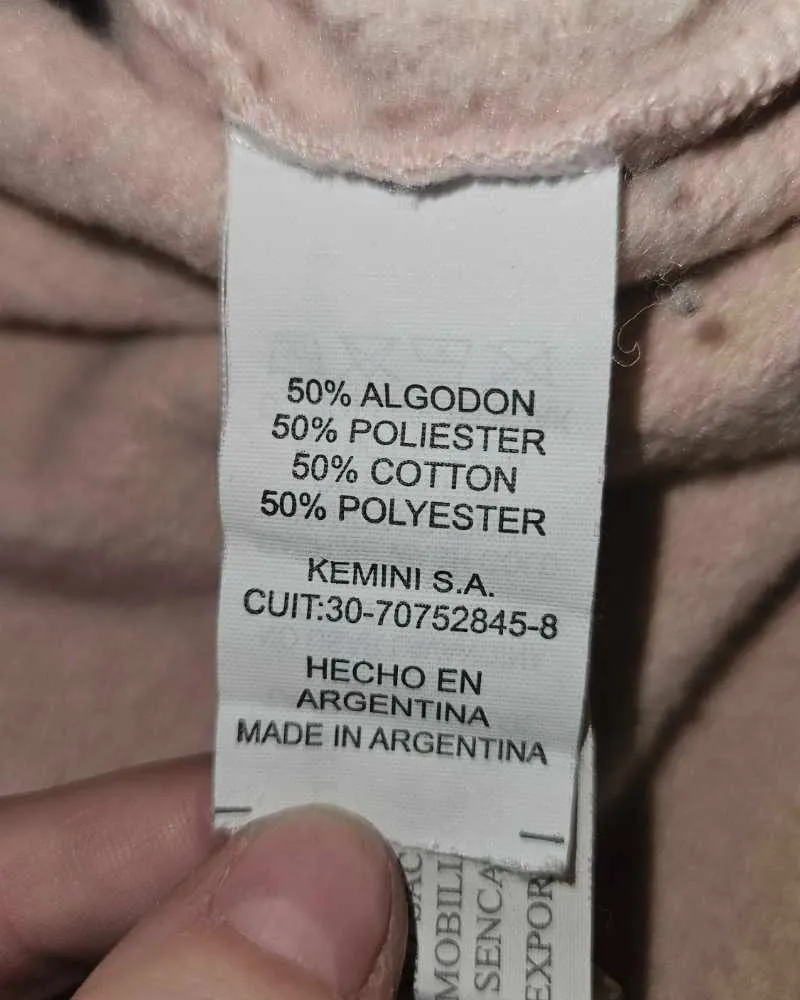 50% ALGODON
50% POLIESTER
50% COTTON
50% POLYESTER
KEMINI S.A.
CUIT:30-70752845-8
HECHO EN
ARGENTINA
MADE IN ARGENTINA